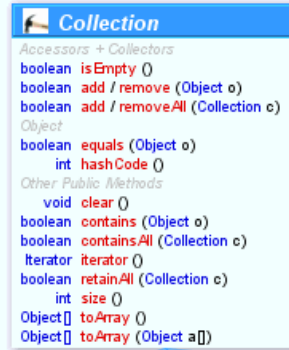 Collection
Accessors + Collectors
boolean isEmpty ()
boolean add / remove (Object o)
boolean add / removeAll (Collection c)
Object
boolean equals (Object o)
int hashCode ()
Other Public Methods
void clear ()
boolean contains (Object o)
boolean containsAll (Collection c)
Iterator iterator ()
boolean retainAll (Collection c)
int size ()
Object[] toArray ()
Object[] toArray (Object a[])